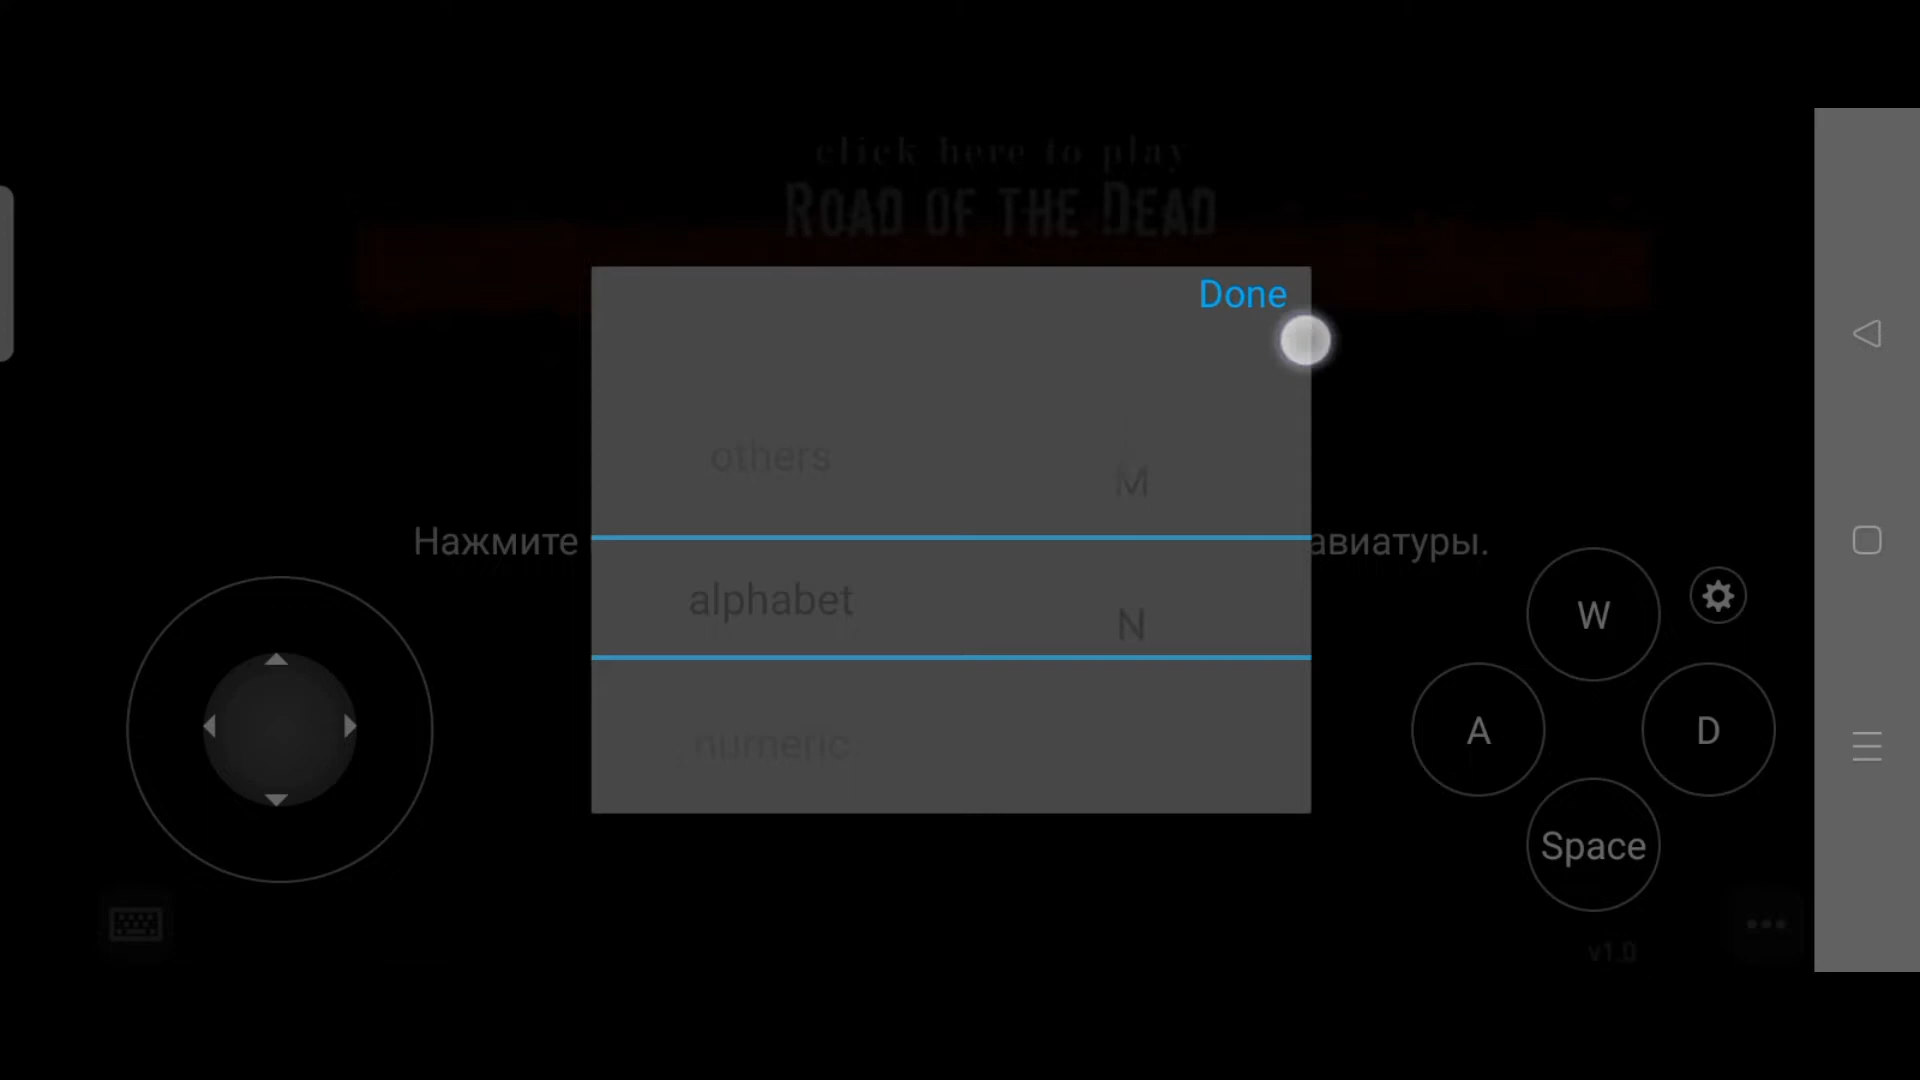 click here to play
ROAD OF THE DEAD
Done
others
M
Нажмите
авиатуры.
alphabet
N
numeric
W
A
D
Space
v1.0